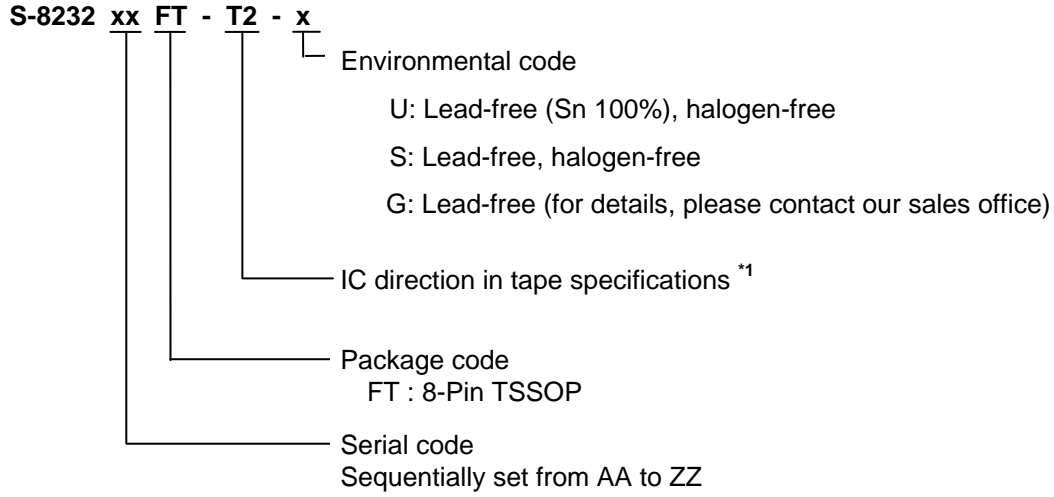 S-8232 xx FT - T2 - x
Environmental code
U: Lead-free (Sn 100%), halogen-free
S: Lead-free, halogen-free
G: Lead-free (for details, please contact our sales office)
IC direction in tape specifications *1
Package code
FT : 8-Pin TSSOP
Serial code
Sequentially set from AA to ZZ